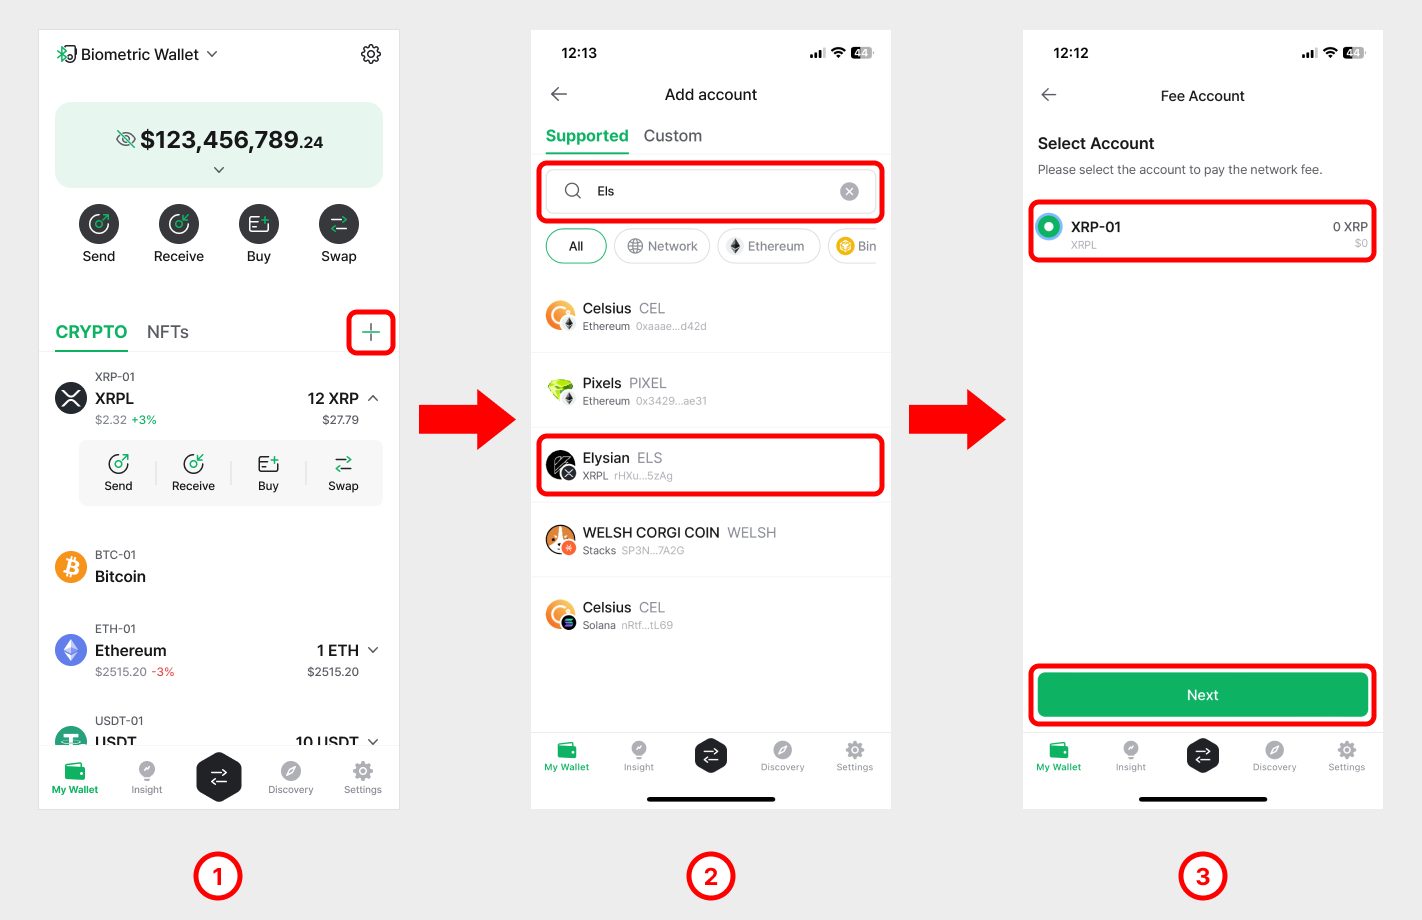 Biometric Wallet
$123,456,789.24
Send Receive Buy Swap
CRYPTO NFTs
XRP-01
XRPL 12 XRP
$2.32 +3% $27.79
Send Receive Buy Swap
BTC-01
Bitcoin
ETH-01
Ethereum 1 ETH
$2515.20 -3% $2515.20
USDT-01
USDT 10 USDT
My Wallet Insight Discovery Settings
1
12:13 44
Add account
Supported Custom
Els
All Network Ethereum Bin
Celsius CEL
Ethereum 0xaaae...d42d
Pixels PIXEL
Ethereum 0x3429...ae31
Elysian ELS
XRPL rHXu...5zAg
WELSH CORGI COIN WELSH
Stacks SP3N...7A2G
Celsius CEL
Solana nRtf...tL69
My Wallet Insight Discovery Settings
2
12:12 44
Fee Account
Select Account
Please select the account to pay the network fee.
XRP-01 0 XRP
XRPL $0
Next
My Wallet Insight Discovery Settings
3